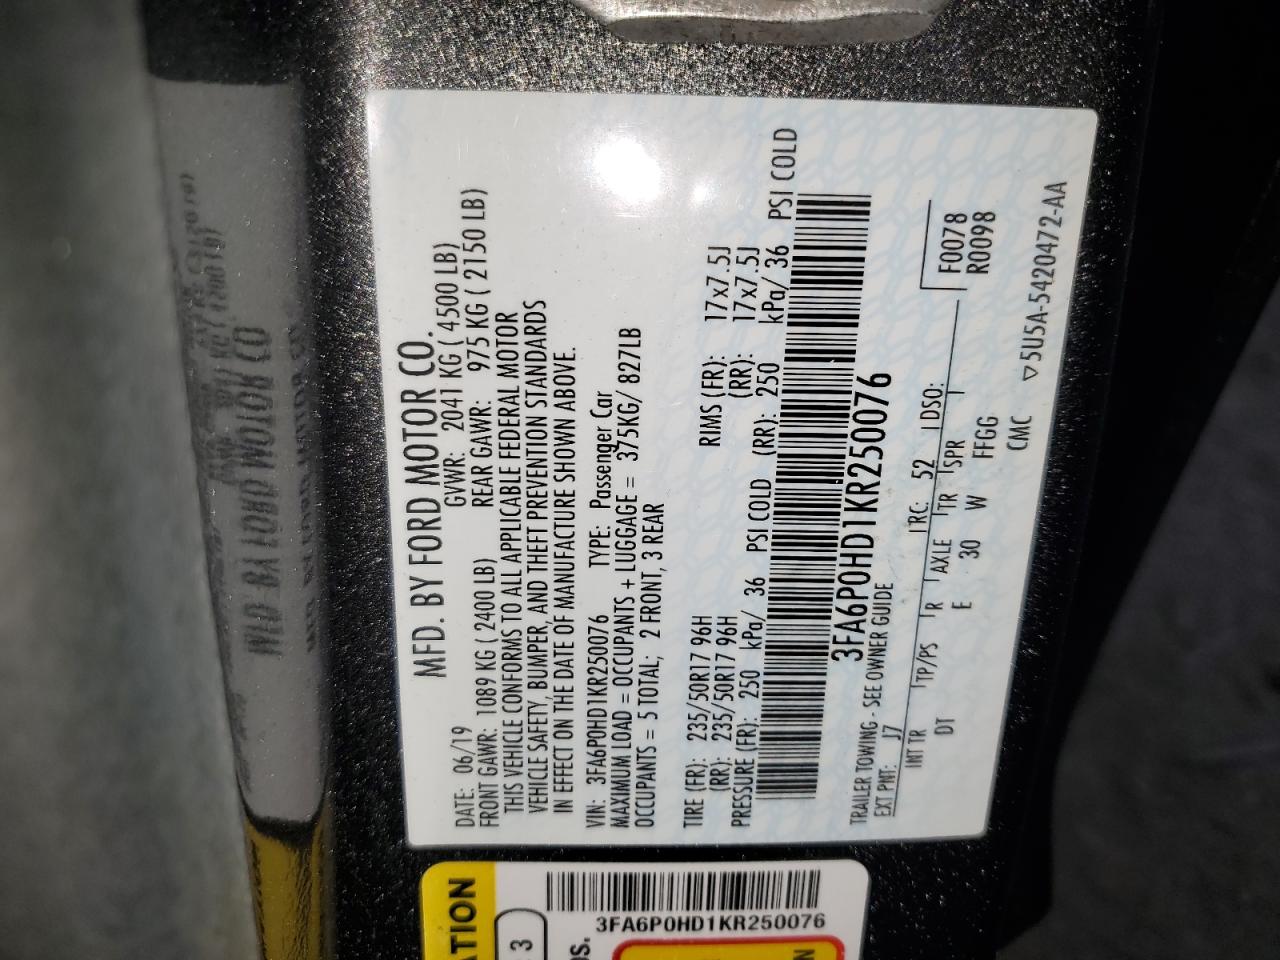 MFD. BY FORD MOTOR CO.
DATE: 06/19 GVWR: 2041 KG ( 4500 LB)
FRONT GAWR: 1089 KG ( 2400 LB) REAR GAWR: 975 KG ( 2150 LB)
THIS VEHICLE CONFORMS TO ALL APPLICABLE FEDERAL MOTOR
VEHICLE SAFETY, BUMPER, AND THEFT PREVENTION STANDARDS
IN EFFECT ON THE DATE OF MANUFACTURE SHOWN ABOVE.
VIN: 3FA6P0HD1KR250076 TYPE: Passenger Car
MAXIMUM LOAD = OCCUPANTS + LUGGAGE = 375KG/ 827LB
OCCUPANTS = 5 TOTAL; 2 FRONT, 3 REAR
TIRE (FR): 235/50R17 96H RIMS (FR): 17x7.5J
(RR): 235/50R17 96H (RR): 17x7.5J
PRESSURE (FR): 250 kPa/ 36 PSI COLD (RR): 250 kPa/ 36 PSI COLD
3FA6P0HD1KR250076
TRAILER TOWING - SEE OWNER GUIDE
EXT PNT: J7 RC: 52 DSO: F0078
R0098
INT TR TP/PS R AXLE TR SPR
DT E 30 W FFGG
CMC
▽5U5A-5420472-AA
ATION
3
3FA6P0HD1KR250076